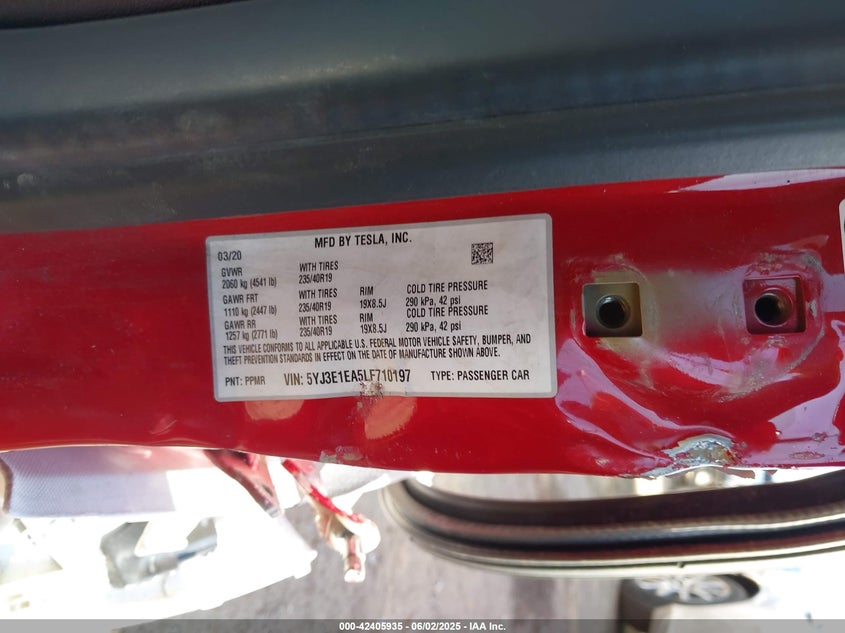 MFD BY TESLA, INC.
03/20
GVWR WITH TIRES
2060 kg (4541 lb) 235/40R19
GAWR FRT WITH TIRES RIM COLD TIRE PRESSURE
1110 kg (2447 lb) 235/40R19 19X8.5J 290 kPa, 42 psi
GAWR RR WITH TIRES RIM COLD TIRE PRESSURE
1257 kg (2771 lb) 235/40R19 19X8.5J 290 kPa, 42 psi
THIS VEHICLE CONFORMS TO ALL APPLICABLE U.S. FEDERAL MOTOR VEHICLE SAFETY, BUMPER, AND
THEFT PREVENTION STANDARDS IN EFFECT ON THE DATE OF MANUFACTURE SHOWN ABOVE.
PNT: PPMR VIN: 5YJ3E1EA5LF710197 TYPE: PASSENGER CAR
000-42405935 - 06/02/2025 - IAA Inc.